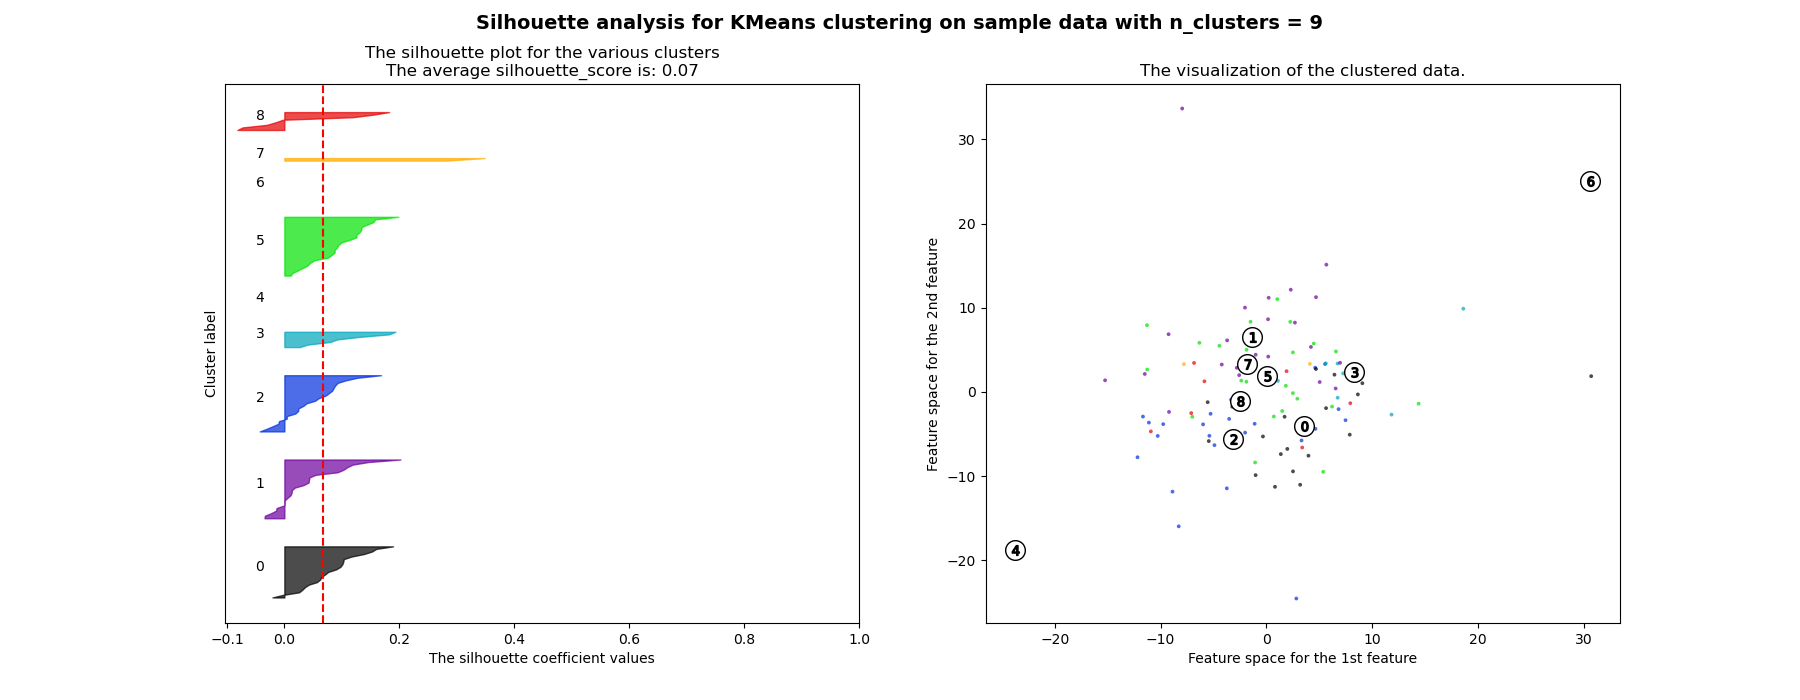 Silhouette analysis for KMeans clustering on sample data with n_clusters = 9
The silhouette plot for the various clusters
The average silhouette_score is: 0.07
8
7
6
5
4
3
2
1
0
Cluster label
−0.1 0.0 0.2 0.4 0.6 0.8 1.0
The silhouette coefficient values
The visualization of the clustered data.
30
20
10
0
−10
−20
Feature space for the 2nd feature
6
1
7
5
3
8
0
2
4
−20 −10 0 10 20 30
Feature space for the 1st feature